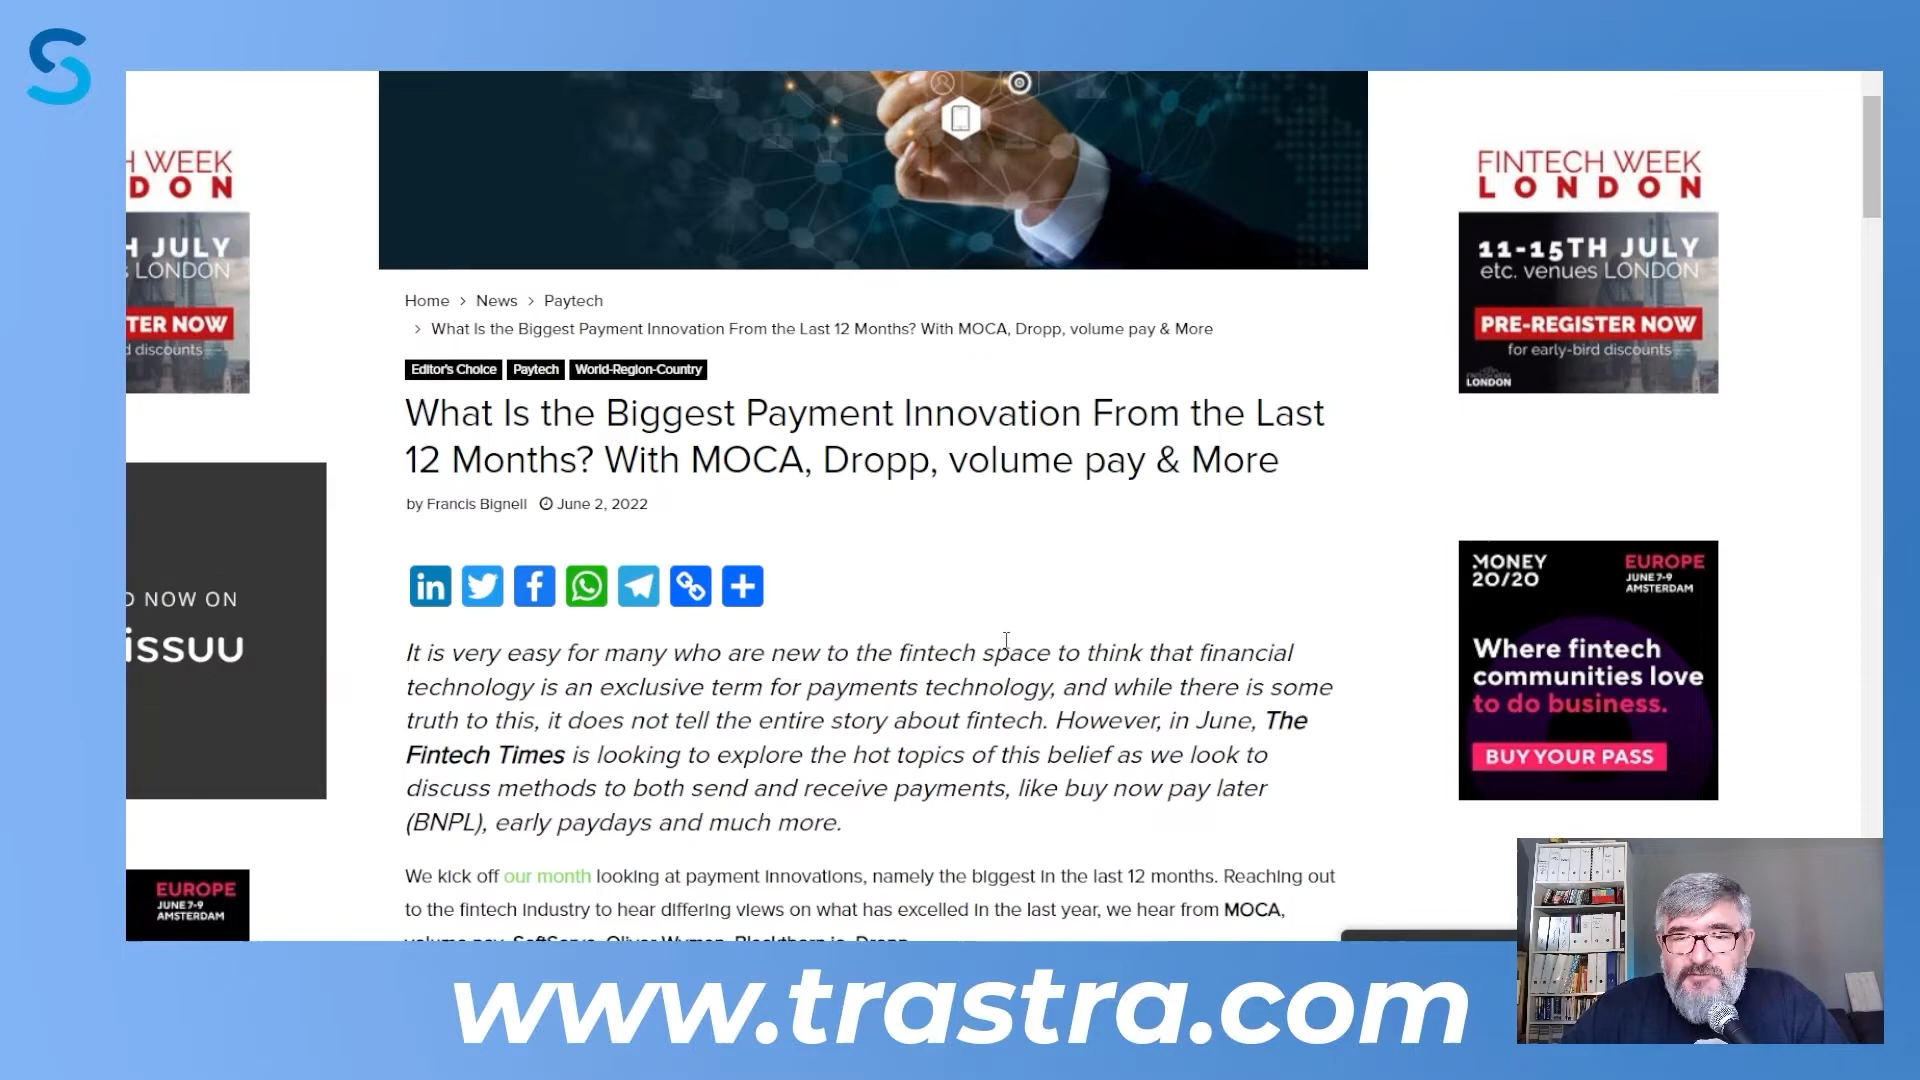 H WEEK
DON
H JULY
s LONDON
TER NOW
d discounts
D NOW ON
issuu
EUROPE
JUNE 7-9
AMSTERDAM
Home > News > Paytech
> What Is the Biggest Payment Innovation From the Last 12 Months? With MOCA, Dropp, volume pay & More
Editor's Choice Paytech World-Region-Country
What Is the Biggest Payment Innovation From the Last
12 Months? With MOCA, Dropp, volume pay & More
by Francis Bignell June 2, 2022
It is very easy for many who are new to the fintech space to think that financial
technology is an exclusive term for payments technology, and while there is some
truth to this, it does not tell the entire story about fintech. However, in June, The
Fintech Times is looking to explore the hot topics of this belief as we look to
discuss methods to both send and receive payments, like buy now pay later
(BNPL), early paydays and much more.
We kick off our month looking at payment innovations, namely the biggest in the last 12 months. Reaching out
to the fintech industry to hear differing views on what has excelled in the last year, we hear from MOCA,
volume pay, SoftServe, Oliver Wyman, Blackthorn.io, Dropp
FINTECH WEEK
LONDON
11-15TH JULY
etc. venues LONDON
PRE-REGISTER NOW
for early-bird discounts
LONDON
MONEY
20/20
EUROPE
JUNE 7-9
AMSTERDAM
Where fintech
communities love
to do business.
BUY YOUR PASS
www.trastra.com